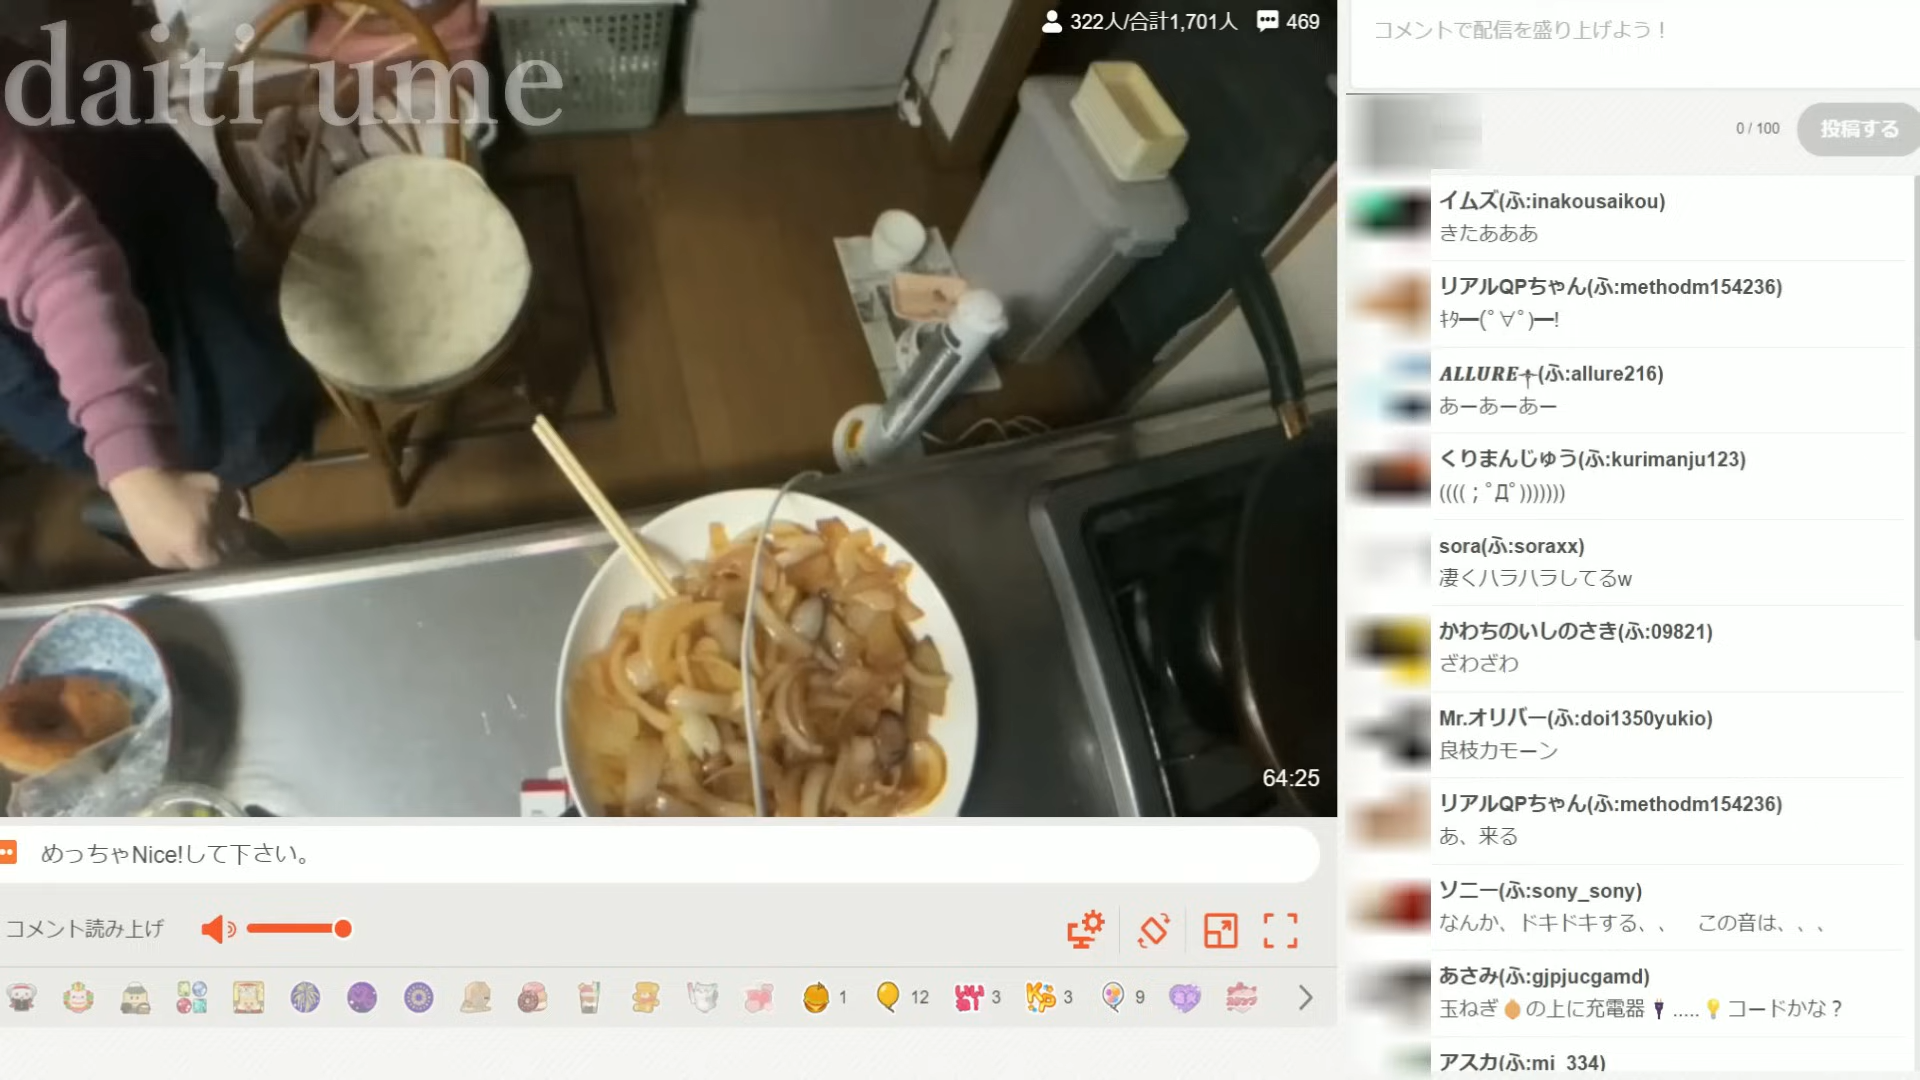 daiti ume
322人/合計1,701人 469
64:25
めっちゃNice!して下さい。
コメント読み上げ
1 12 3 3 9
コメントで配信を盛り上げよう！
0 / 100 投稿する
イムズ(ふ:inakousaikou)
きたあああ
リアルQPちゃん(ふ:methodm154236)
ｷﾀ━(ﾟ∀ﾟ)━!
ALLURE╋(ふ:allure216)
あーあーあー
くりまんじゅう(ふ:kurimanju123)
((((；ﾟДﾟ)))))))
sora(ふ:soraxx)
凄くハラハラしてるw
かわちのいしのさき(ふ:09821)
ざわざわ
Mr.オリバー(ふ:doi1350yukio)
良枝カモーン
リアルQPちゃん(ふ:methodm154236)
あ、来る
ソニー(ふ:sony_sony)
なんか、ドキドキする、、 この音は、、、
あさみ(ふ:gjpjucgamd)
玉ねぎ🧅の上に充電器🔌.....💡コードかな？
アスカ(ふ:mi_334)